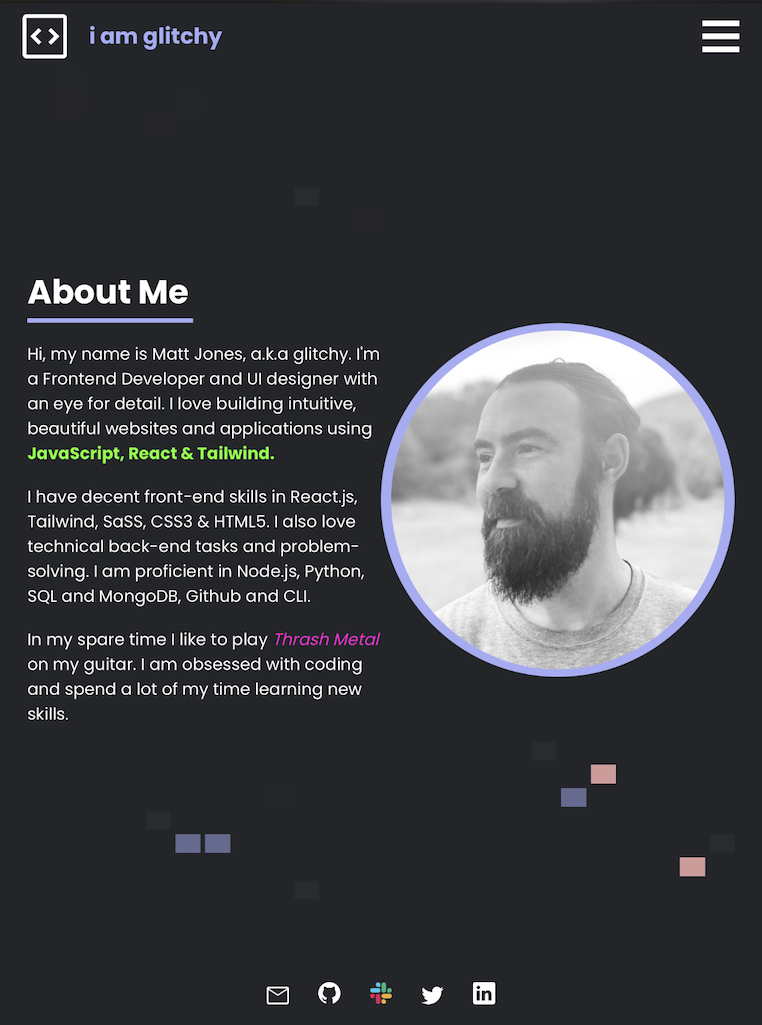 i am glitchy
About Me
Hi, my name is Matt Jones, a.k.a glitchy. I'm
a Frontend Developer and UI designer with
an eye for detail. I love building intuitive,
beautiful websites and applications using
JavaScript, React & Tailwind.
I have decent front-end skills in React.js,
Tailwind, SaSS, CSS3 & HTML5. I also love
technical back-end tasks and problem-
solving. I am proficient in Node.js, Python,
SQL and MongoDB, Github and CLI.
In my spare time I like to play Thrash Metal
on my guitar. I am obsessed with coding
and spend a lot of my time learning new
skills.